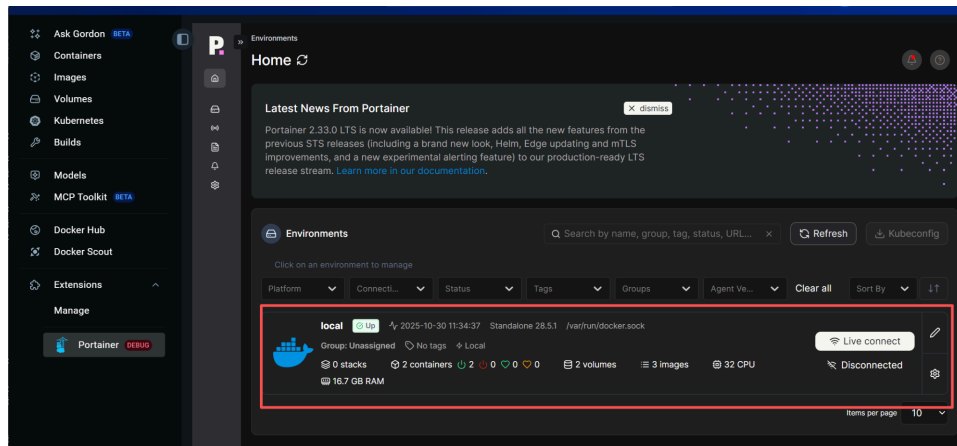 Ask Gordon BETA
Containers
Images
Volumes
Kubernetes
Builds
Models
MCP Toolkit BETA
Docker Hub
Docker Scout
Extensions
Manage
Portainer DEBUG
Environments
Home
Latest News From Portainer
× dismiss
Portainer 2.33.0 LTS is now available! This release adds all the new features from the
previous STS releases (including a brand new look, Helm, Edge updating and mTLS
improvements, and a new experimental alerting feature) to our production-ready LTS
release stream. Learn more in our documentation.
Environments
Search by name, group, tag, status, URL...
Refresh
Kubeconfig
Click on an environment to manage
Platform Connecti... Status Tags Groups Agent Ve... Clear all Sort By
local Up 2025-10-30 11:34:37 Standalone 28.5.1 /var/run/docker.sock
Group: Unassigned No tags Local
0 stacks 2 containers 2 0 0 0 2 volumes 3 images 32 CPU
16.7 GB RAM
Live connect
Disconnected
Items per page 10